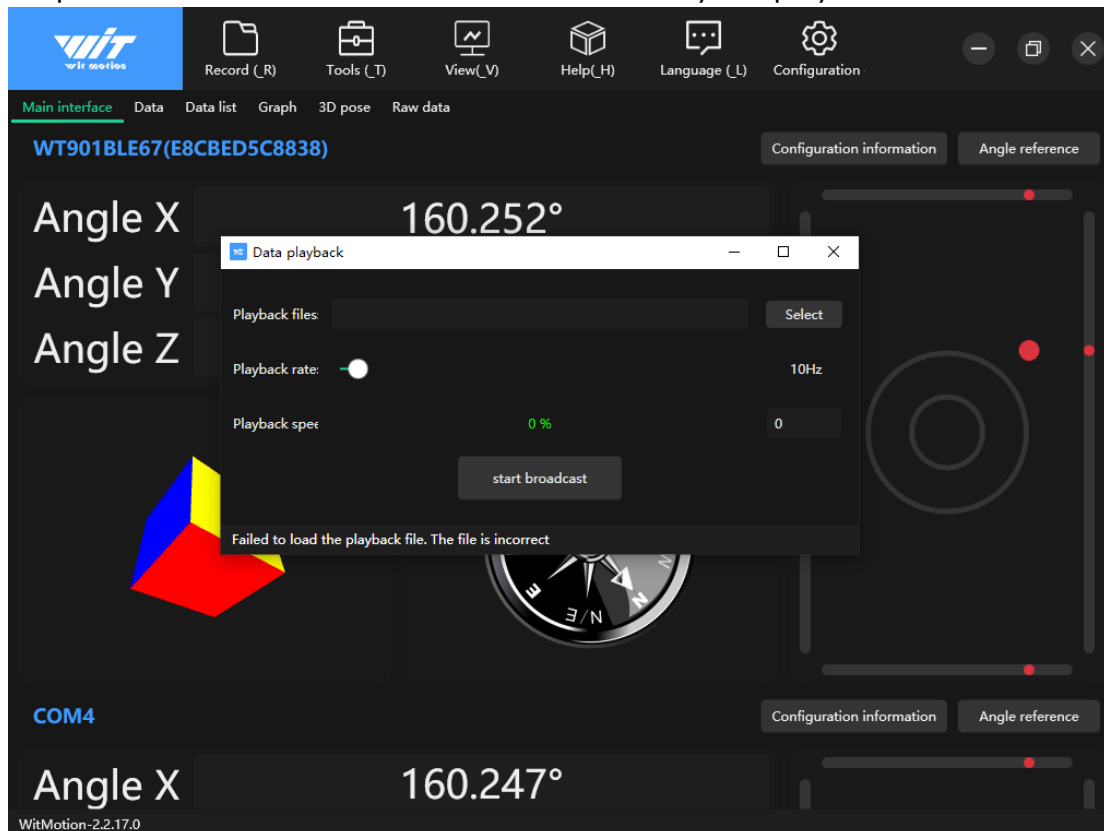 WiT
wit motion
Record (_R)
Tools (_T)
View(_V)
Help(_H)
Language (_L)
Configuration
Main interface Data Data list Graph 3D pose Raw data
WT901BLE67(E8CBED5C8838)
Configuration information
Angle reference
Angle X
160.252°
Angle Y
Angle Z
Data playback
Playback files:
Select
Playback rate:
10Hz
Playback spee
0 %
0
start broadcast
Failed to load the playback file. The file is incorrect
E
N/E
N
COM4
Configuration information
Angle reference
Angle X
160.247°
WitMotion-2.2.17.0